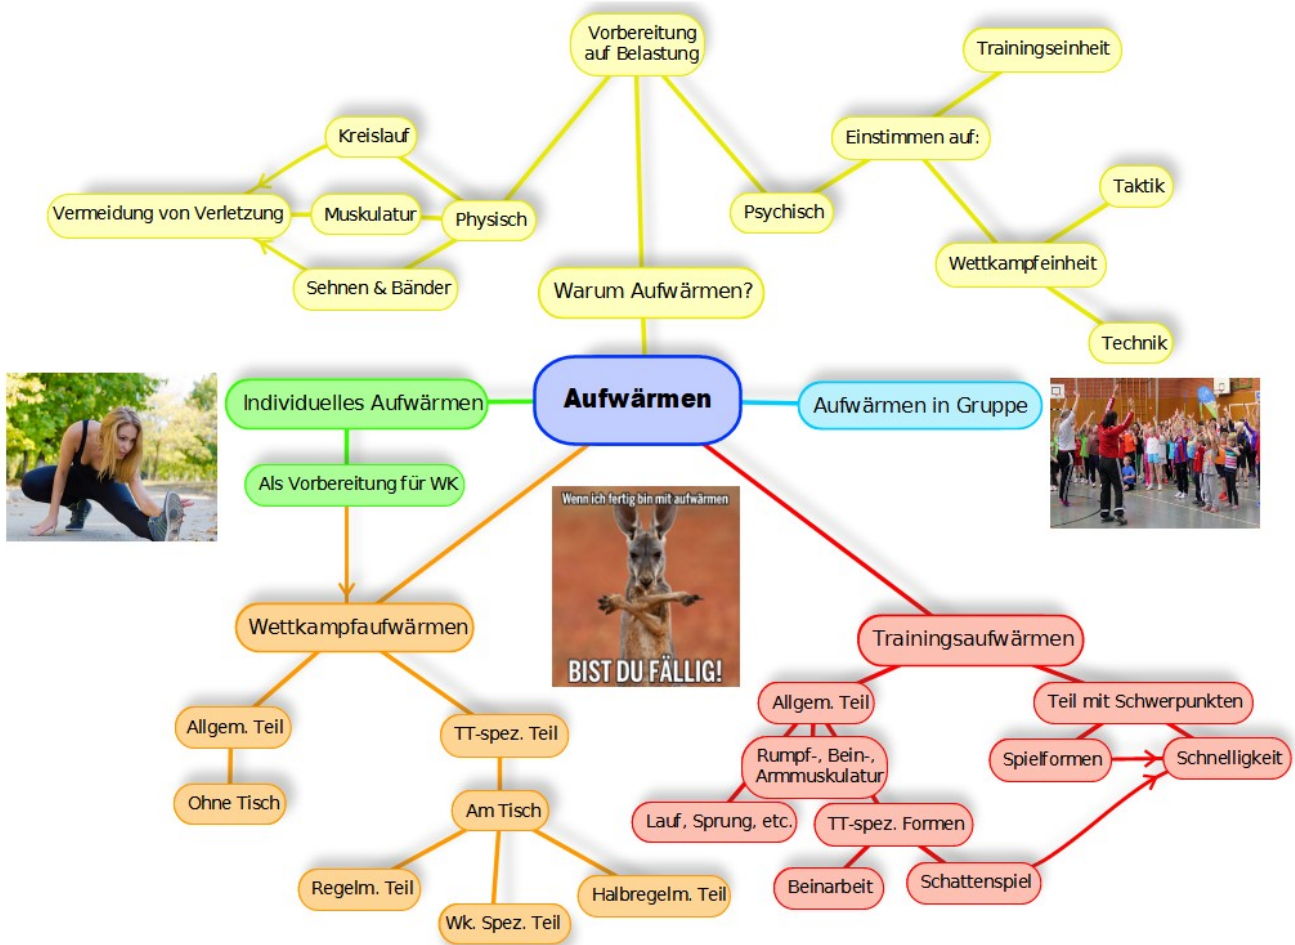 Vorbereitung
auf Belastung
Trainingseinheit
Kreislauf
Einstimmen auf:
Vermeidung von Verletzung
Muskulatur
Physisch
Psychisch
Taktik
Sehnen & Bänder
Warum Aufwärmen?
Wettkampfeinheit
Technik
Individuelles Aufwärmen
Aufwärmen
Aufwärmen in Gruppe
Als Vorbereitung für WK
Wenn ich fertig bin mit aufwärmen
BIST DU FÄLLIG!
Wettkampfaufwärmen
Allgem. Teil
TT-spez. Teil
Ohne Tisch
Am Tisch
Regelm. Teil
Wk. Spez. Teil
Halbregelm. Teil
Trainingsaufwärmen
Allgem. Teil
Teil mit Schwerpunkten
Rumpf-, Bein-,
Armmuskulatur
Spielformen
Schnelligkeit
Lauf, Sprung, etc.
TT-spez. Formen
Beinarbeit
Schattenspiel